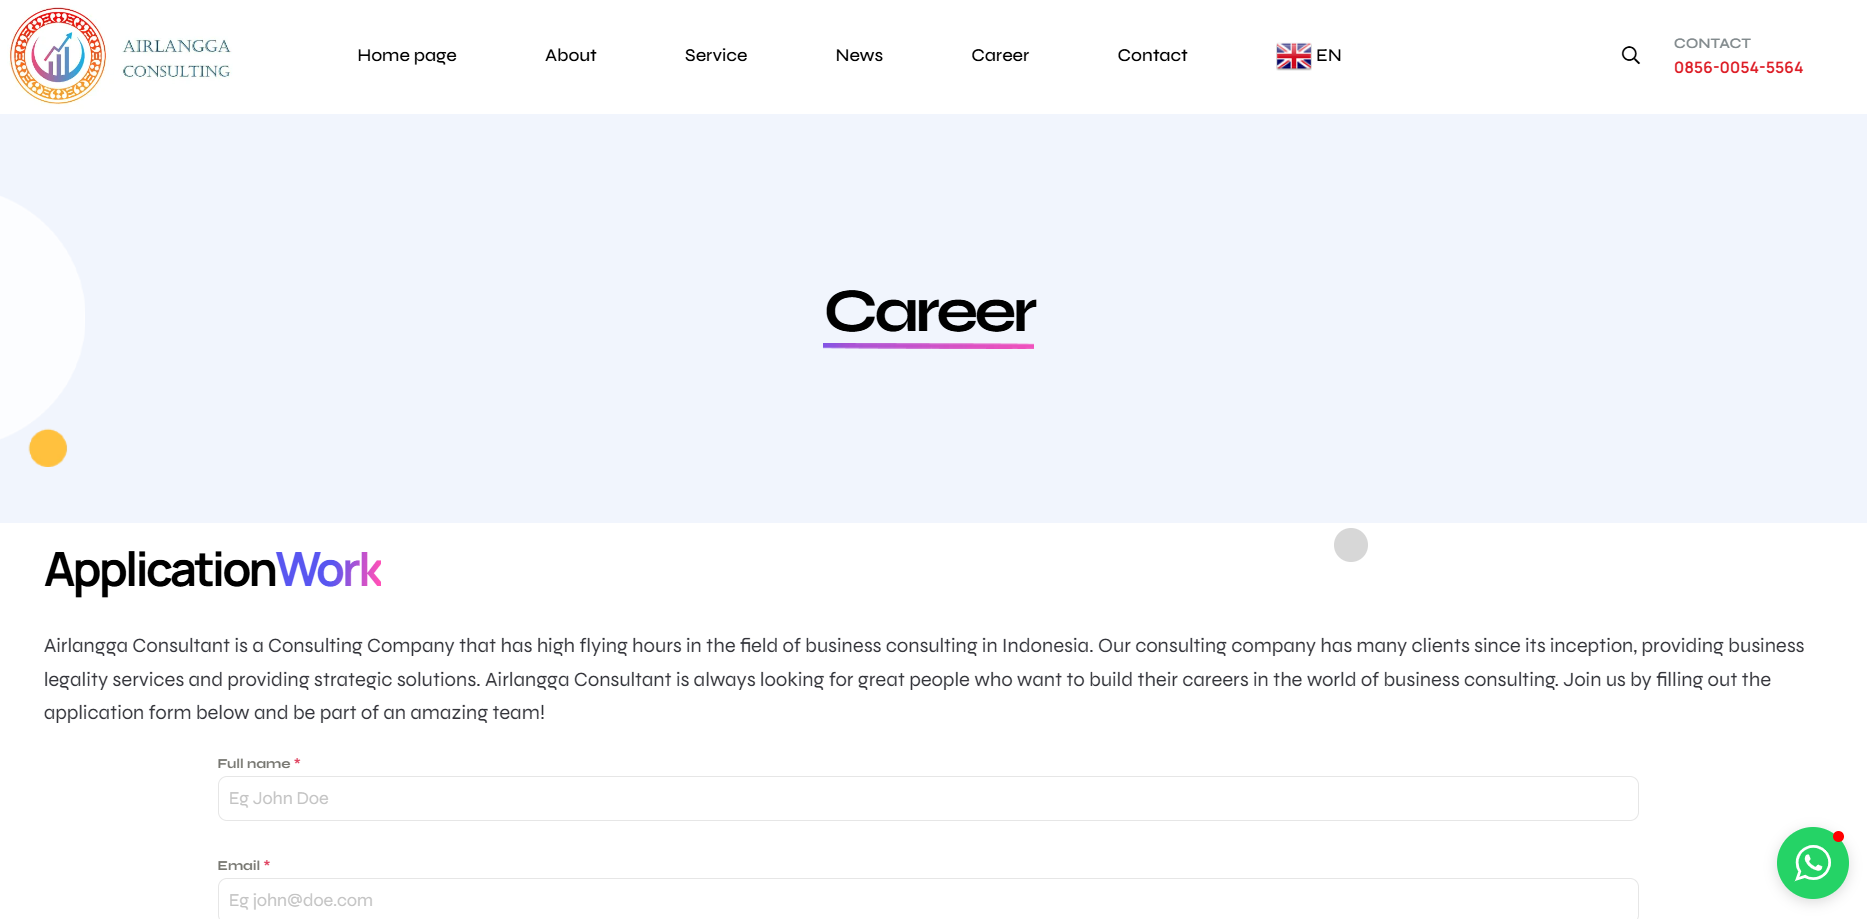 AIRLANGGA
CONSULTING
Home page
About
Service
News
Career
Contact
EN
CONTACT
0856-0054-5564
Career
ApplicationWork
Airlangga Consultant is a Consulting Company that has high flying hours in the field of business consulting in Indonesia. Our consulting company has many clients since its inception, providing business
legality services and providing strategic solutions. Airlangga Consultant is always looking for great people who want to build their careers in the world of business consulting. Join us by filling out the
application form below and be part of an amazing team!
Full name *
Eg John Doe
Email *
Eg john@doe.com